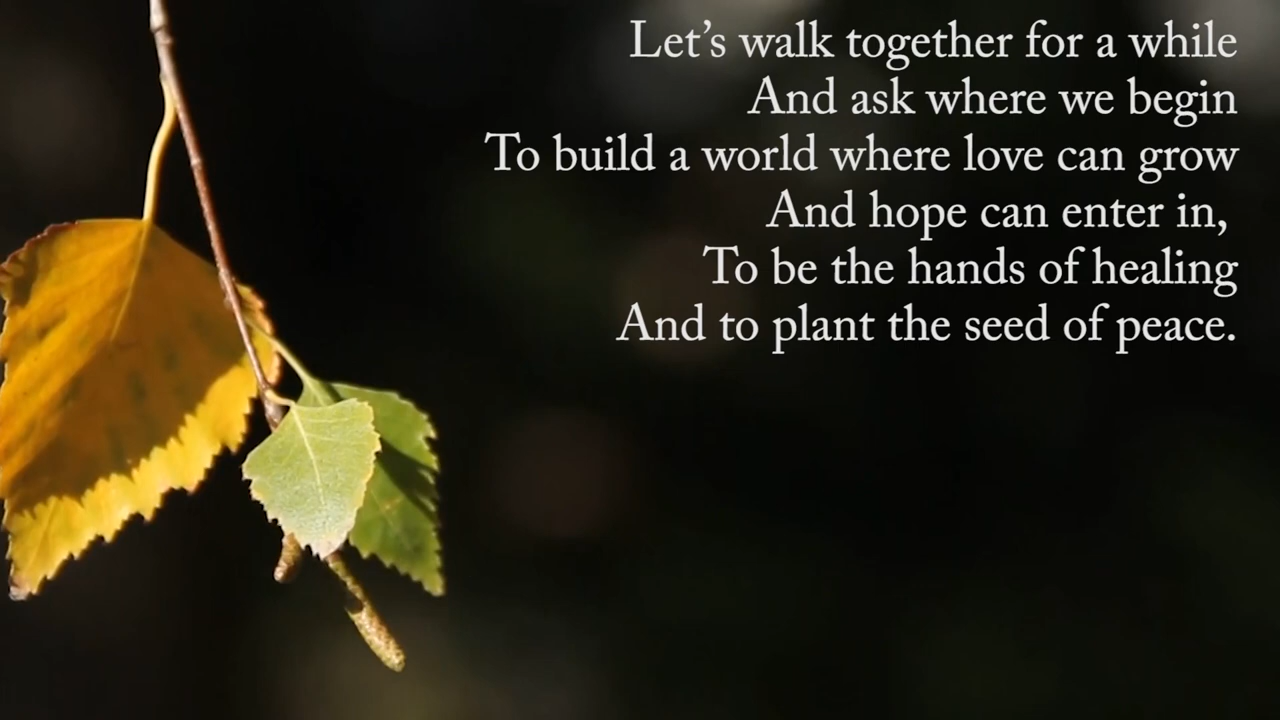 Let’s walk together for a while
And ask where we begin
To build a world where love can grow
And hope can enter in,
To be the hands of healing
And to plant the seed of peace.